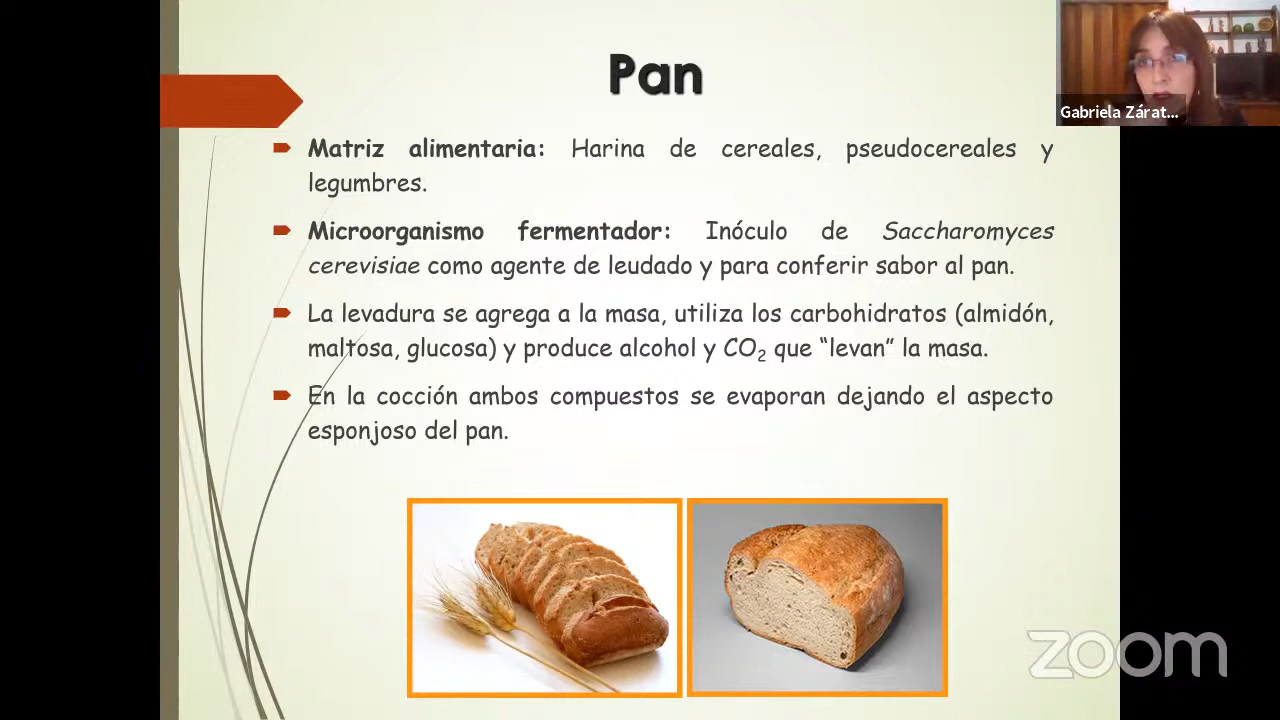 Pan
Gabriela Zárat...
Matriz alimentaria: Harina de cereales, pseudocereales y
legumbres.
Microorganismo fermentador: Inóculo de Saccharomyces
cerevisiae como agente de leudado y para conferir sabor al pan.
La levadura se agrega a la masa, utiliza los carbohidratos (almidón,
maltosa, glucosa) y produce alcohol y CO₂ que “levan” la masa.
En la cocción ambos compuestos se evaporan dejando el aspecto
esponjoso del pan.
zoom